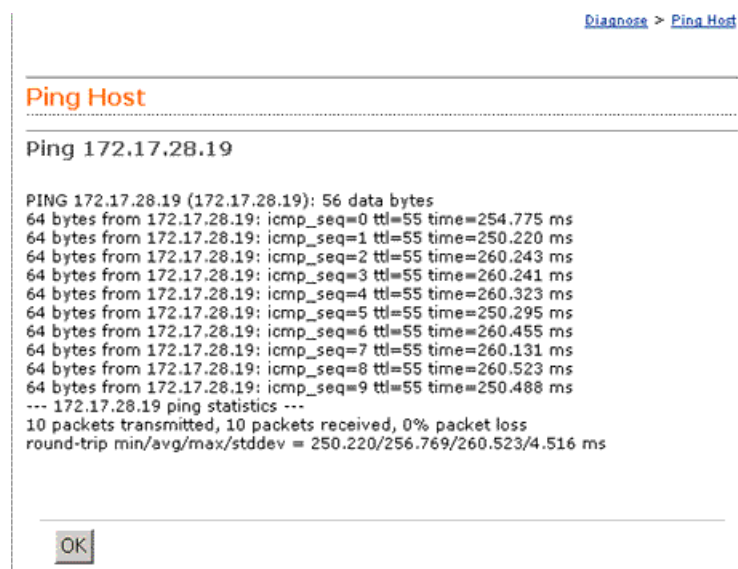 Diagnose > Ping Host
Ping Host
Ping 172.17.28.19
PING 172.17.28.19 (172.17.28.19): 56 data bytes
64 bytes from 172.17.28.19: icmp_seq=0 ttl=55 time=254.775 ms
64 bytes from 172.17.28.19: icmp_seq=1 ttl=55 time=250.220 ms
64 bytes from 172.17.28.19: icmp_seq=2 ttl=55 time=260.243 ms
64 bytes from 172.17.28.19: icmp_seq=3 ttl=55 time=260.241 ms
64 bytes from 172.17.28.19: icmp_seq=4 ttl=55 time=260.323 ms
64 bytes from 172.17.28.19: icmp_seq=5 ttl=55 time=250.295 ms
64 bytes from 172.17.28.19: icmp_seq=6 ttl=55 time=260.455 ms
64 bytes from 172.17.28.19: icmp_seq=7 ttl=55 time=260.131 ms
64 bytes from 172.17.28.19: icmp_seq=8 ttl=55 time=260.523 ms
64 bytes from 172.17.28.19: icmp_seq=9 ttl=55 time=250.488 ms
--- 172.17.28.19 ping statistics ---
10 packets transmitted, 10 packets received, 0% packet loss
round-trip min/avg/max/stddev = 250.220/256.769/260.523/4.516 ms
OK